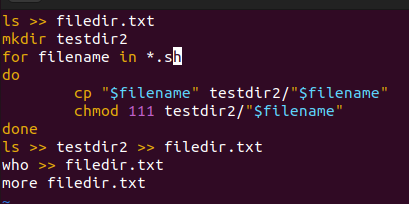 ls >> filedir.txt
mkdir testdir2
for filename in *.sh
do
        cp "$filename" testdir2/"$filename"
        chmod 111 testdir2/"$filename"
done
ls >> testdir2 >> filedir.txt
who >> filedir.txt
more filedir.txt
~